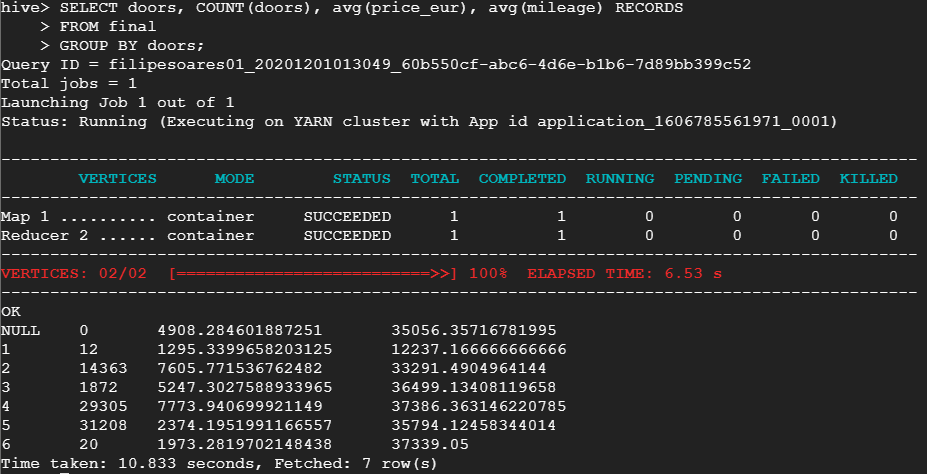 hive> SELECT doors, COUNT(doors), avg(price_eur), avg(mileage) RECORDS
    > FROM final
    > GROUP BY doors;
Query ID = filipesoares01_20201201013049_60b550cf-abc6-4d6e-b1b6-7d89bb399c52
Total jobs = 1
Launching Job 1 out of 1
Status: Running (Executing on YARN cluster with App id application_1606785561971_0001)
----------------------------------------------------------------------------------------------
        VERTICES      MODE        STATUS  TOTAL  COMPLETED  RUNNING  PENDING  FAILED  KILLED
----------------------------------------------------------------------------------------------
Map 1 .......... container     SUCCEEDED      1          1        0        0       0       0
Reducer 2 ...... container     SUCCEEDED      1          1        0        0       0       0
----------------------------------------------------------------------------------------------
VERTICES: 02/02  [==========================>>] 100%  ELAPSED TIME: 6.53 s
----------------------------------------------------------------------------------------------
OK
NULL    0       4908.284601887251       35056.35716781995
1       12      1295.3399658203125      12237.166666666666
2       14363   7605.771536762482       33291.4904964144
3       1872    5247.3027588933965      36499.13408119658
4       29305   7773.940699921149       37386.363146220785
5       31208   2374.1951991166557      35794.12458344014
6       20      1973.2819702148438      37339.05
Time taken: 10.833 seconds, Fetched: 7 row(s)